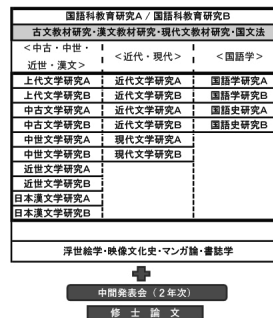 国語科教育研究A / 国語科教育研究B
古文教材研究・漢文教材研究・現代文教材研究・国文法
<中古・中世・
近世・漢文>
<近代・現代>
<国語学>
上代文学研究A 近代文学研究A 国語学研究A
上代文学研究B 近代文学研究B 国語学研究B
中古文学研究A 近代文学研究A 国語史研究A
中古文学研究B 近代文学研究B 国語史研究B
中世文学研究A 現代文学研究A
中世文学研究B 現代文学研究B
近世文学研究A
近世文学研究B
日本漢文学研究A
日本漢文学研究B
浮世絵学・映像文化史・マンガ論・書誌学
中間発表会(2年次)
修士論文